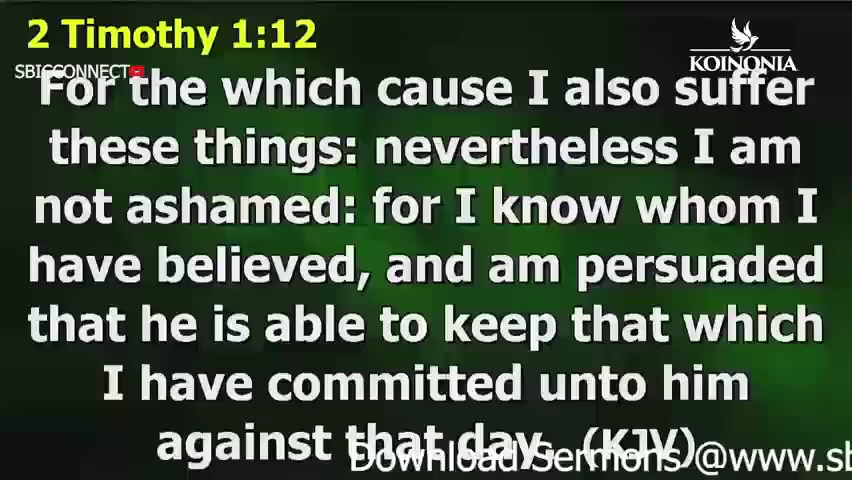 2 Timothy 1:12
KOINONIA
SBICCONNECT
For the which cause I also suffer
these things: nevertheless I am
not ashamed: for I know whom I
have believed, and am persuaded
that he is able to keep that which
I have committed unto him
against that day. (KJV)
Download Sermons @www.sb